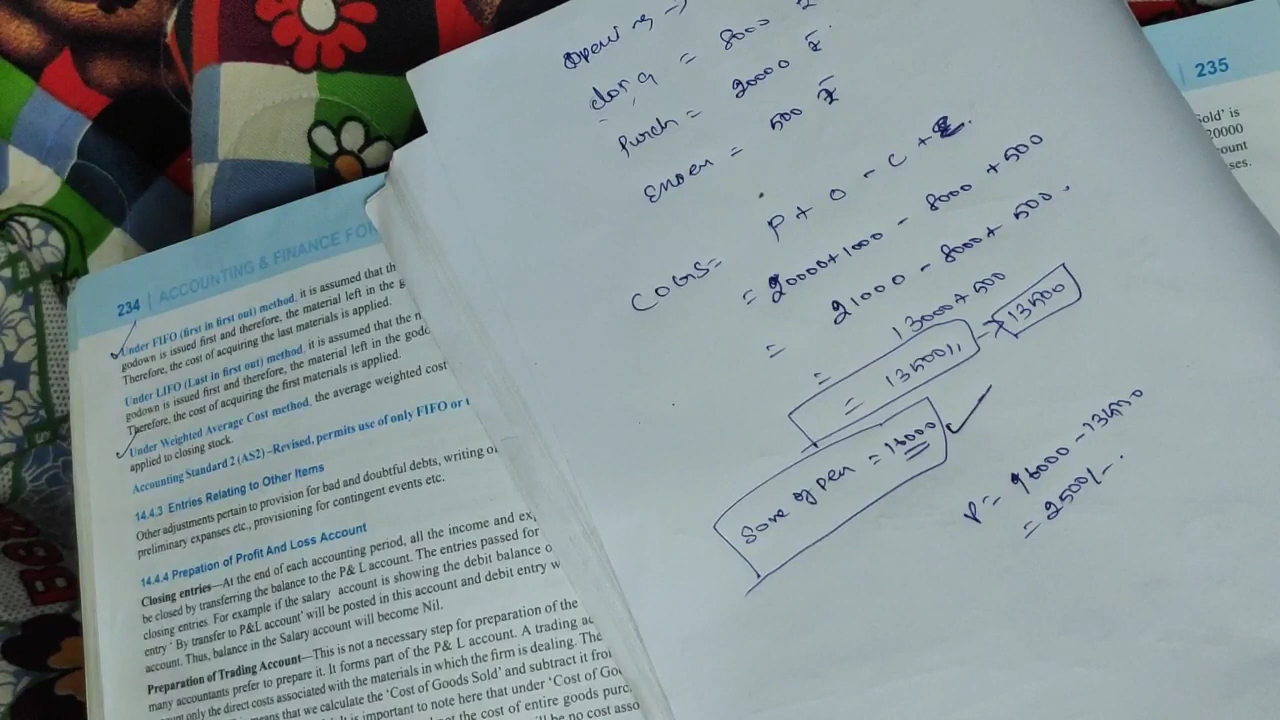 234 | ACCOUNTING & FINANCE FOR
Under FIFO (first in first out) method, it is assumed that th
godown is issued first and therefore, the material left in the g
Therefore, the cost of acquiring the last materials is applied.
Under LIFO (Last in first out) method, it is assumed that the n
godown is issued first and therefore, the material left in the godo
Therefore, the cost of acquiring the first materials is applied.
Under Weighted Average Cost method, the average weighted cost
applied to closing stock.
Accounting Standard 2 (AS2) –Revised, permits use of only FIFO or
14.4.3 Entries Relating to Other Items
Other adjustments pertain to provision for bad and doubtful debts, writing of
preliminary expanses etc., provisioning for contingent events etc.
14.4.4 Prepation of Profit And Loss Account
Closing entries—At the end of each accounting period, all the income and exp
be closed by transferring the balance to the P& L account. The entries passed for
closing entries. For example if the salary account is showing the debit balance o
entry ' By transfer to P&L account' will be posted in this account and debit entry w
account. Thus, balance in the Salary account will become Nil.
Preparation of Trading Account—This is not a necessary step for preparation of the
many accountants prefer to prepare it. It forms part of the P& L account. A trading ac
only the direct costs associated with the materials in which the firm is dealing. The
means that we calculate the 'Cost of Goods Sold' and subtract it from
is important to note here that under 'Cost of Goo
the cost of entire goods purc
be no cost asso
= 8000
Purch = 20000
= 500
COGS = P + O - C +
= 20000+1000 - 8000 + 500
= 21000 - 8000 + 500
= 13000 + 500
= 13500/. → 13500
of pen =
P = 16000 - 13500
= 2500/-
| 235
Sold' is
20000
ount
ses.